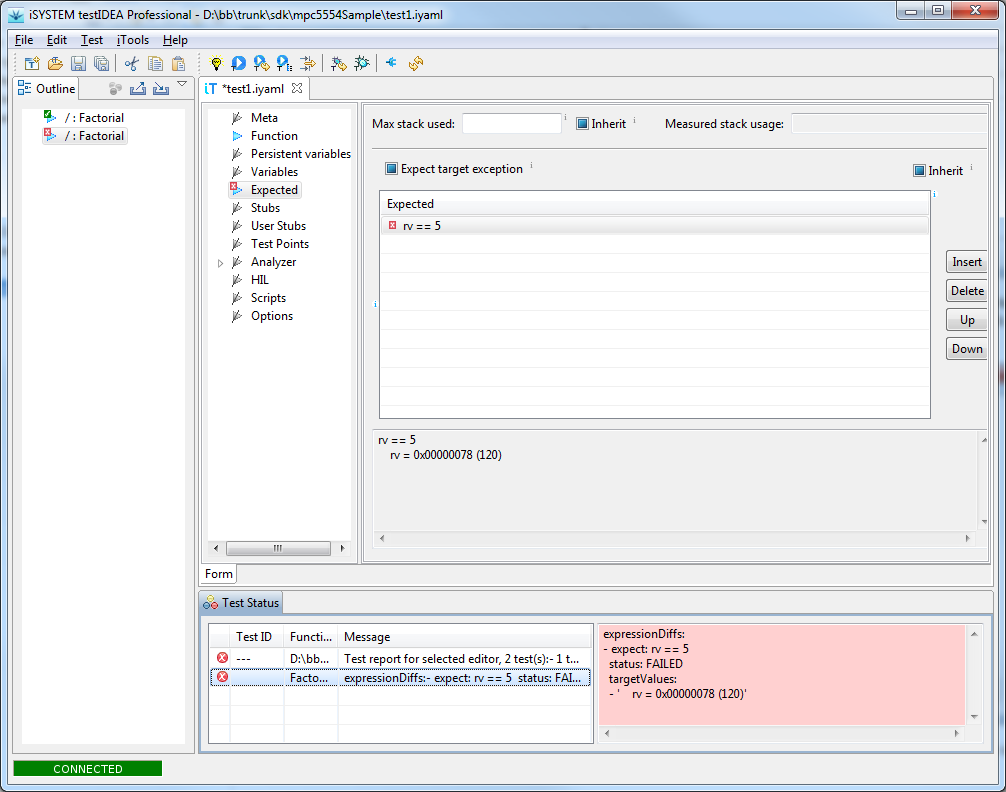 iSYSTEM testIDEA Professional - D:\bb\trunk\sdk\mpc5554Sample\test1.iyaml
File Edit Test iTools Help
Outline
/ : Factorial
/ : Factorial
*test1.iyaml
Meta
Function
Persistent variables
Variables
Expected
Stubs
User Stubs
Test Points
Analyzer
HIL
Scripts
Options
Form
Max stack used: Inherit Measured stack usage:
Expect target exception Inherit
Expected
rv == 5
Insert
Delete
Up
Down
rv == 5
rv = 0x00000078 (120)
Test Status
Test ID Functi... Message
--- D:\bb... Test report for selected editor, 2 test(s):- 1 t...
Facto... expressionDiffs:- expect: rv == 5 status: FAI...
expressionDiffs:
- expect: rv == 5
status: FAILED
targetValues:
- ' rv = 0x00000078 (120)'
CONNECTED